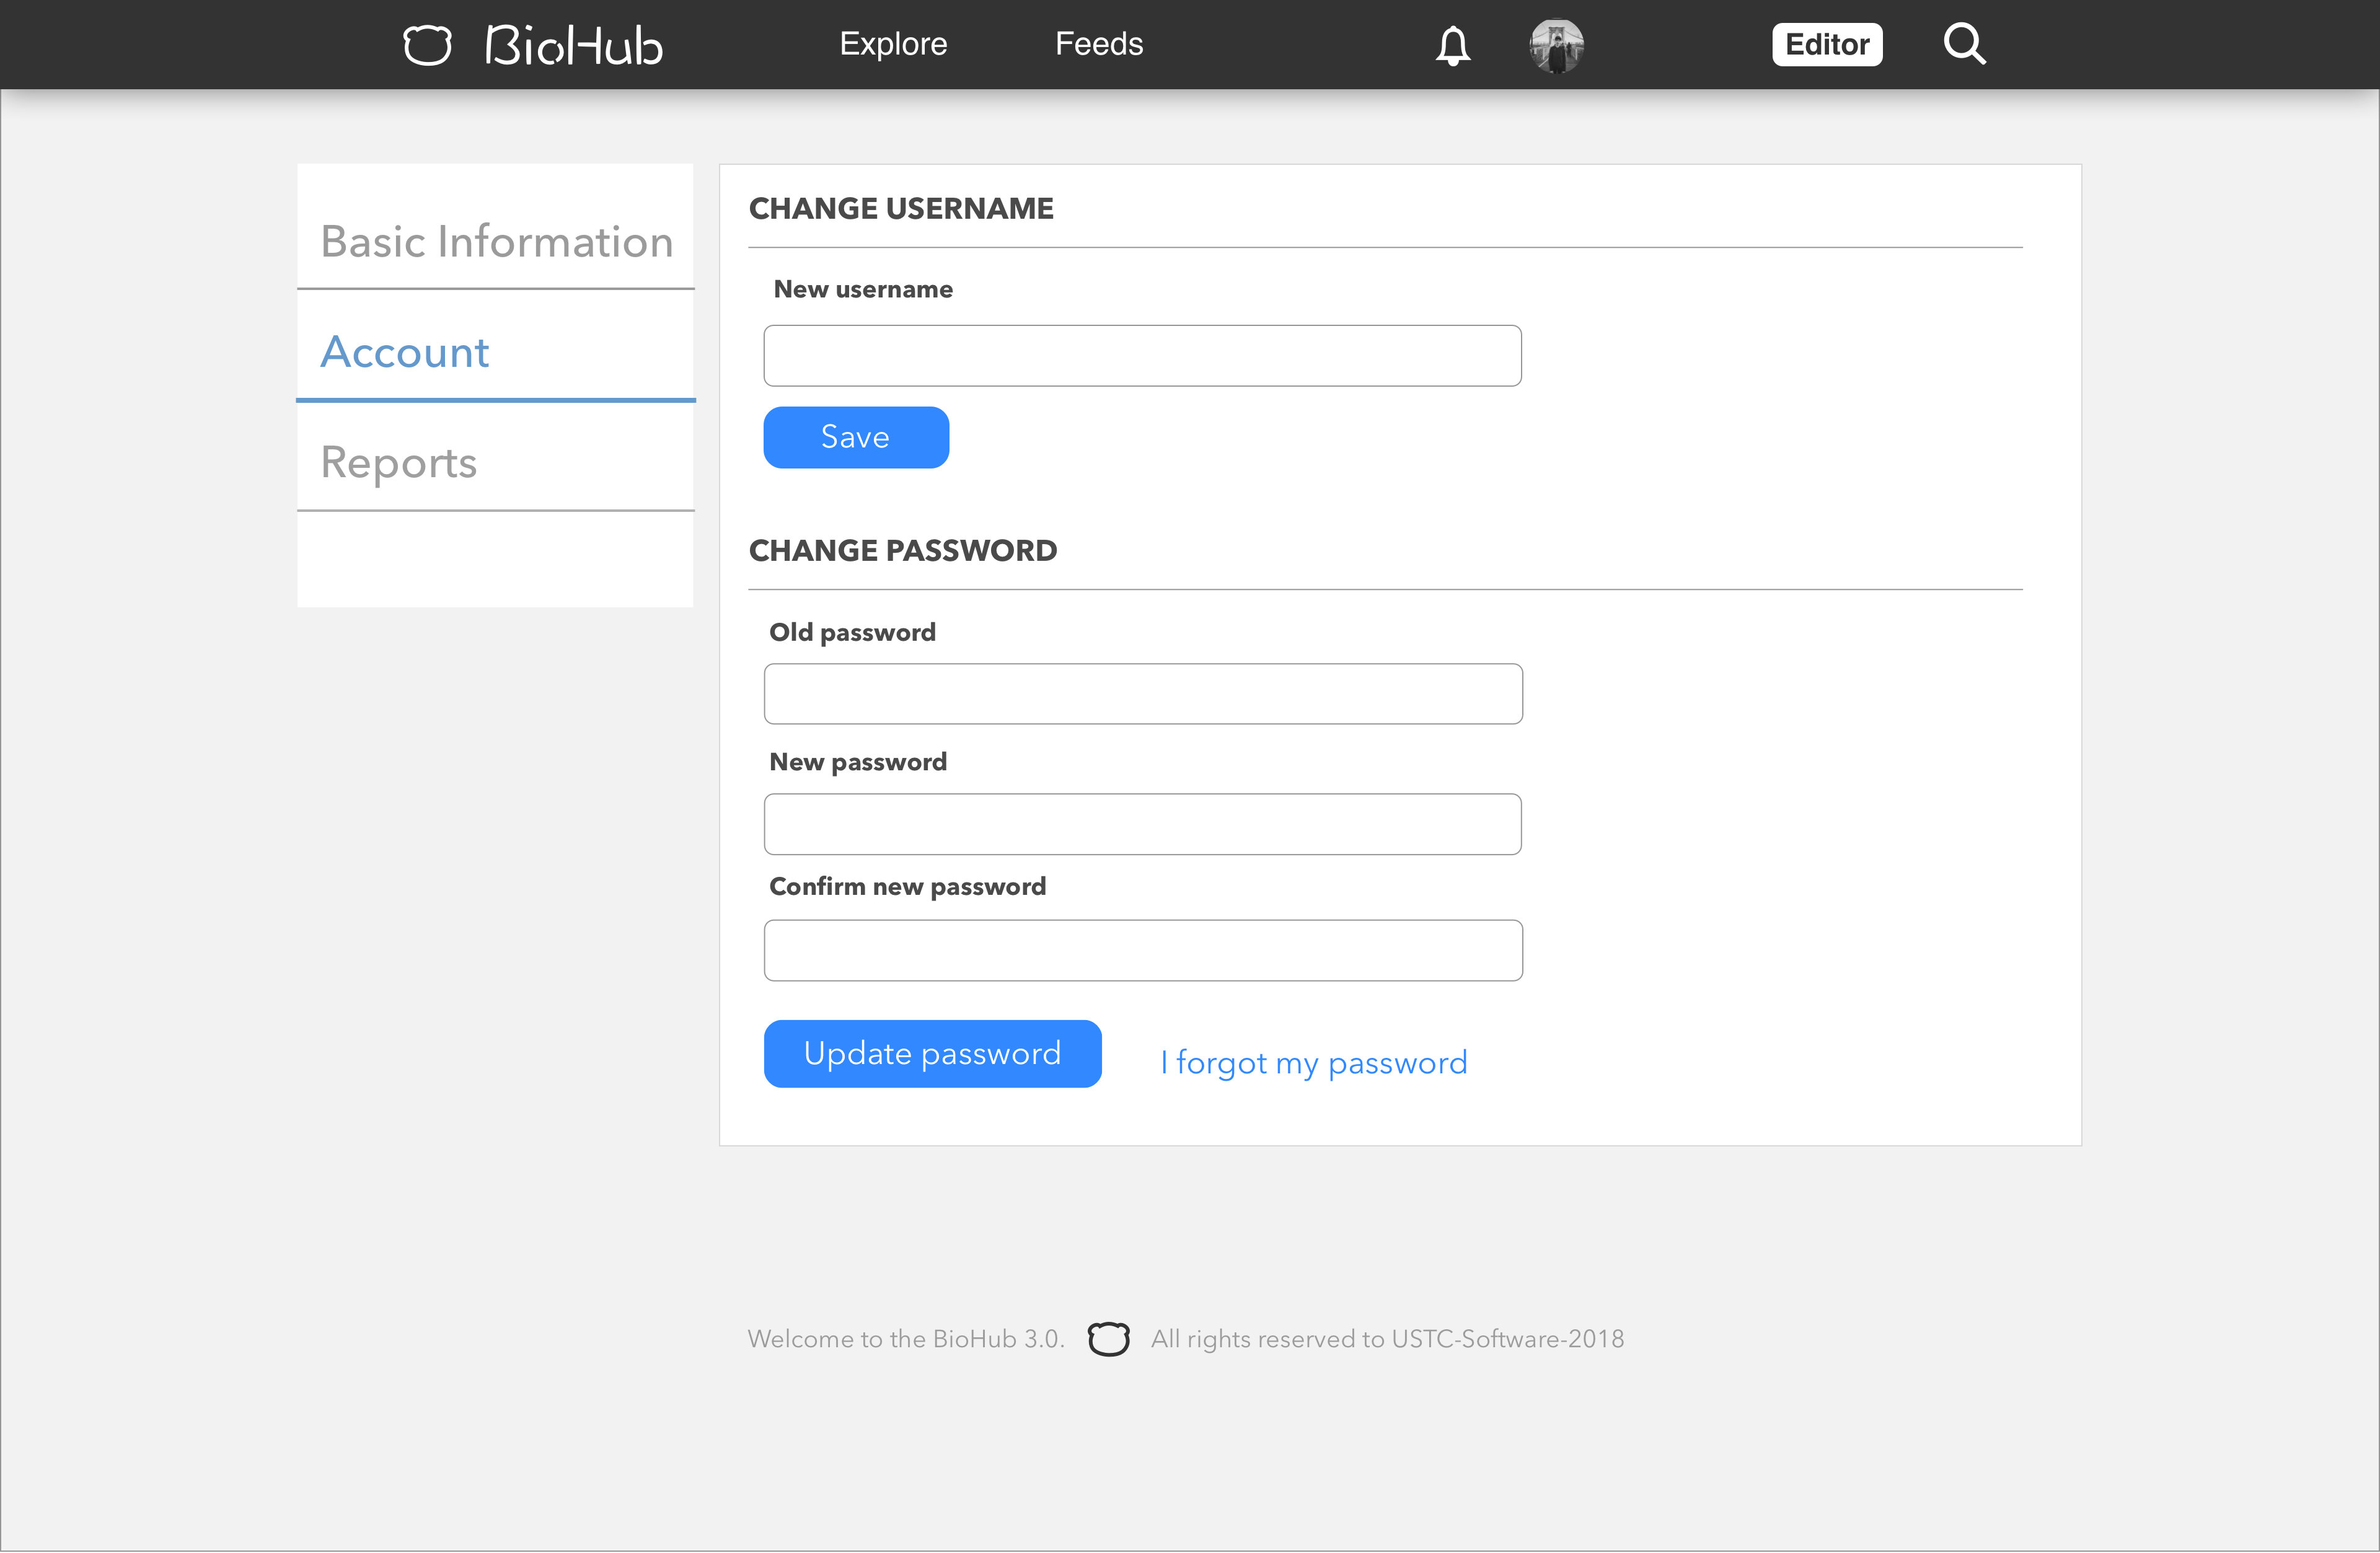 BioHub
Explore
Feeds
Editor
Basic Information
Account
Reports
CHANGE USERNAME
New username
Save
CHANGE PASSWORD
Old password
New password
Confirm new password
Update password
I forgot my password
Welcome to the BioHub 3.0.
All rights reserved to USTC-Software-2018